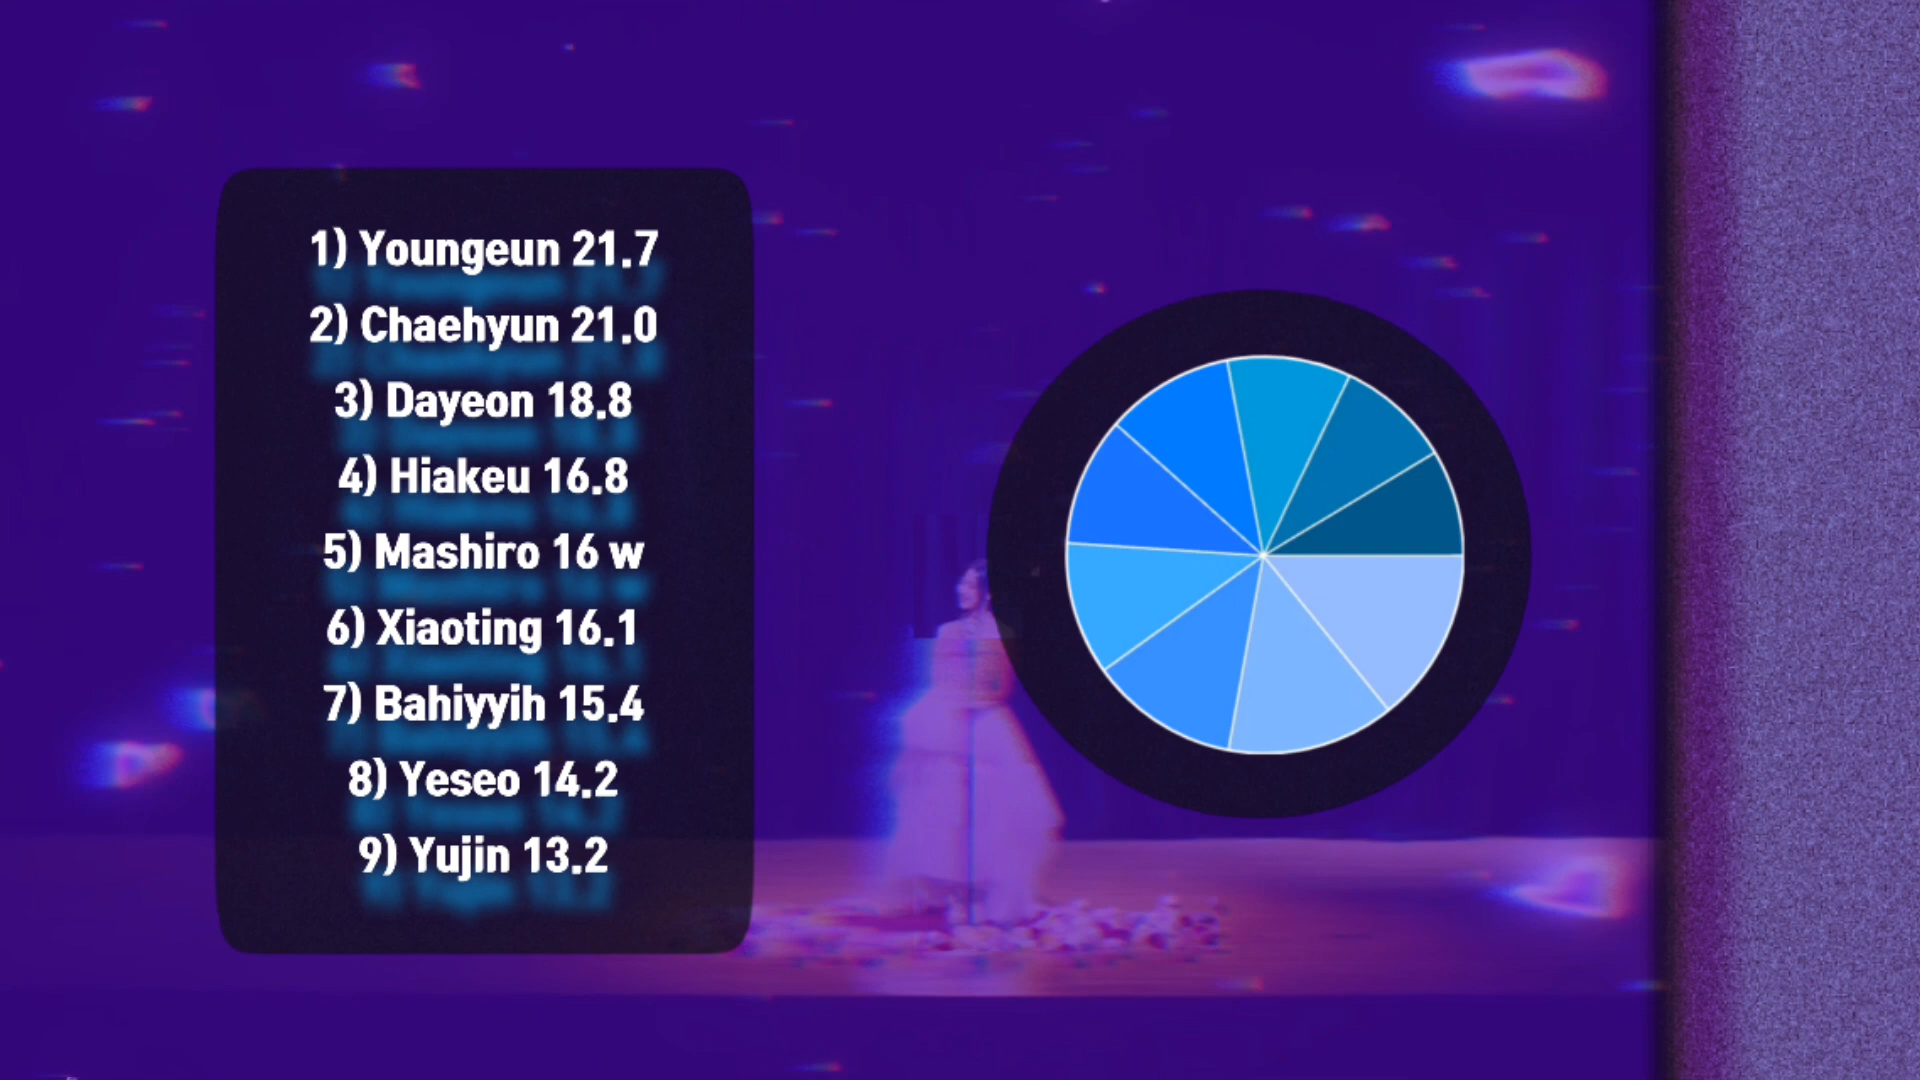 1) Youngeun 21.7
2) Chaehyun 21.0
3) Dayeon 18.8
4) Hiakeu 16.8
5) Mashiro 16 w
6) Xiaoting 16.1
7) Bahiyyih 15.4
8) Yeseo 14.2
9) Yujin 13.2